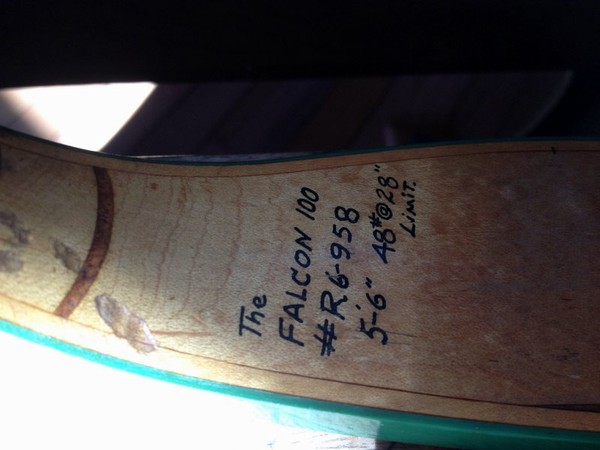 The
FALCON 100
#R6-958
5'-6" 48#@28"
LimiT.